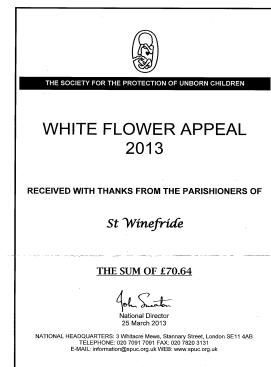 THE SOCIETY FOR THE PROTECTION OF UNBORN CHILDREN
WHITE FLOWER APPEAL
2013
RECEIVED WITH THANKS FROM THE PARISHIONERS OF
St Winefride
THE SUM OF £70.64
John Smeaton
National Director
25 March 2013
NATIONAL HEADQUARTERS: 3 Whitacre Mews, Stannary Street, London SE11 4AB
TELEPHONE: 020 7091 7091 FAX: 020 7820 3131
E-MAIL: information@spuc.org.uk WEB: www.spuc.org.uk